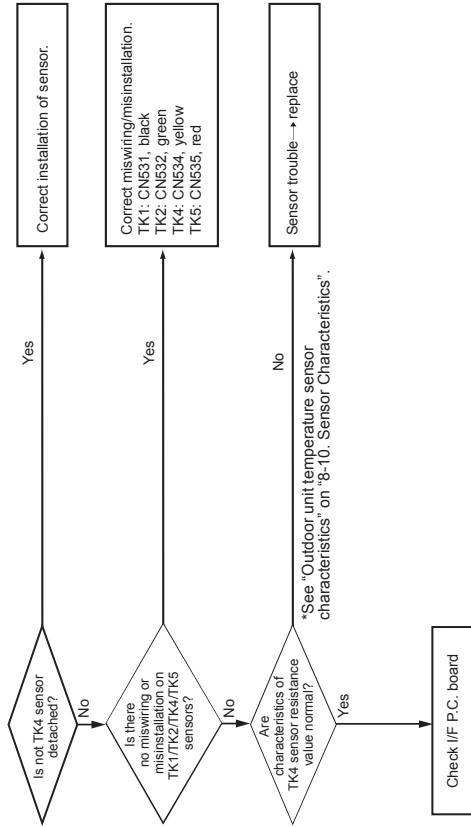 Is not TK4 sensor
detached?
Yes
Correct installation of sensor.
No
Is there
no miswiring or
misinstallation on
TK1/TK2/TK4/TK5
sensors?
Yes
Correct miswiring/misinstallation.
TK1: CN531, black
TK2: CN532, green
TK4: CN534, yellow
TK5: CN535, red
No
Are
characteristics of
TK4 sensor resistance
value normal?
No
Sensor trouble → replace
*See “Outdoor unit temperature sensor
characteristics” on “8-10. Sensor Characteristics”.
Yes
Check I/F P.C. board